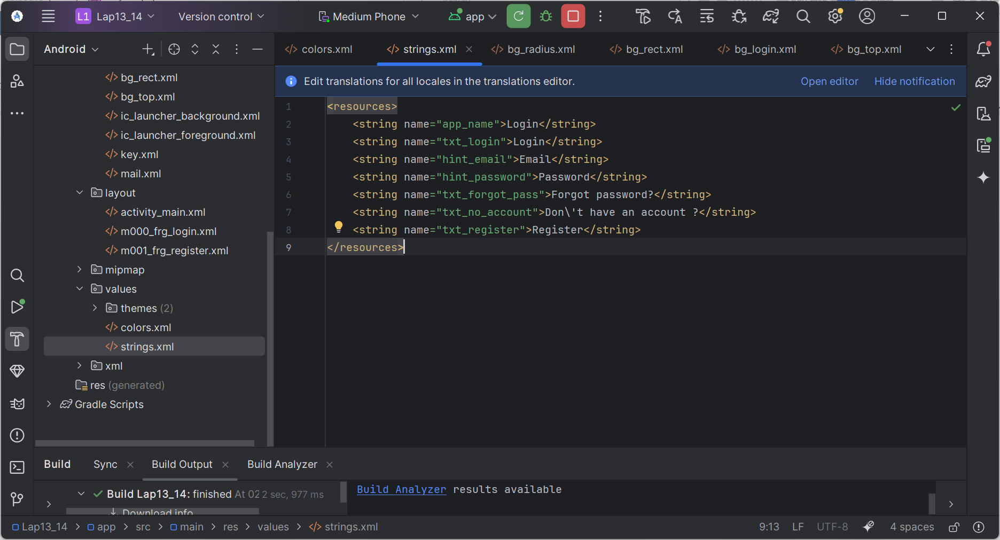 L1 Lap13_14 Version control Medium Phone app
Android
colors.xml strings.xml bg_radius.xml bg_rect.xml bg_login.xml bg_top.xml
Edit translations for all locales in the translations editor. Open editor Hide notification
bg_rect.xml
bg_top.xml
ic_launcher_background.xml
ic_launcher_foreground.xml
key.xml
mail.xml
layout
activity_main.xml
m000_frg_login.xml
m001_frg_register.xml
mipmap
values
themes (2)
colors.xml
strings.xml
xml
res (generated)
Gradle Scripts
1 <resources>
2 <string name="app_name">Login</string>
3 <string name="txt_login">Login</string>
4 <string name="hint_email">Email</string>
5 <string name="hint_password">Password</string>
6 <string name="txt_forgot_pass">Forgot password?</string>
7 <string name="txt_no_account">Don\'t have an account ?</string>
8 <string name="txt_register">Register</string>
9 </resources>
Build Sync Build Output Build Analyzer
Build Lap13_14: finished At 02 2 sec, 977 ms
Download info
Build Analyzer results available
Lap13_14 > app > src > main > res > values > strings.xml 9:13 LF UTF-8 4 spaces